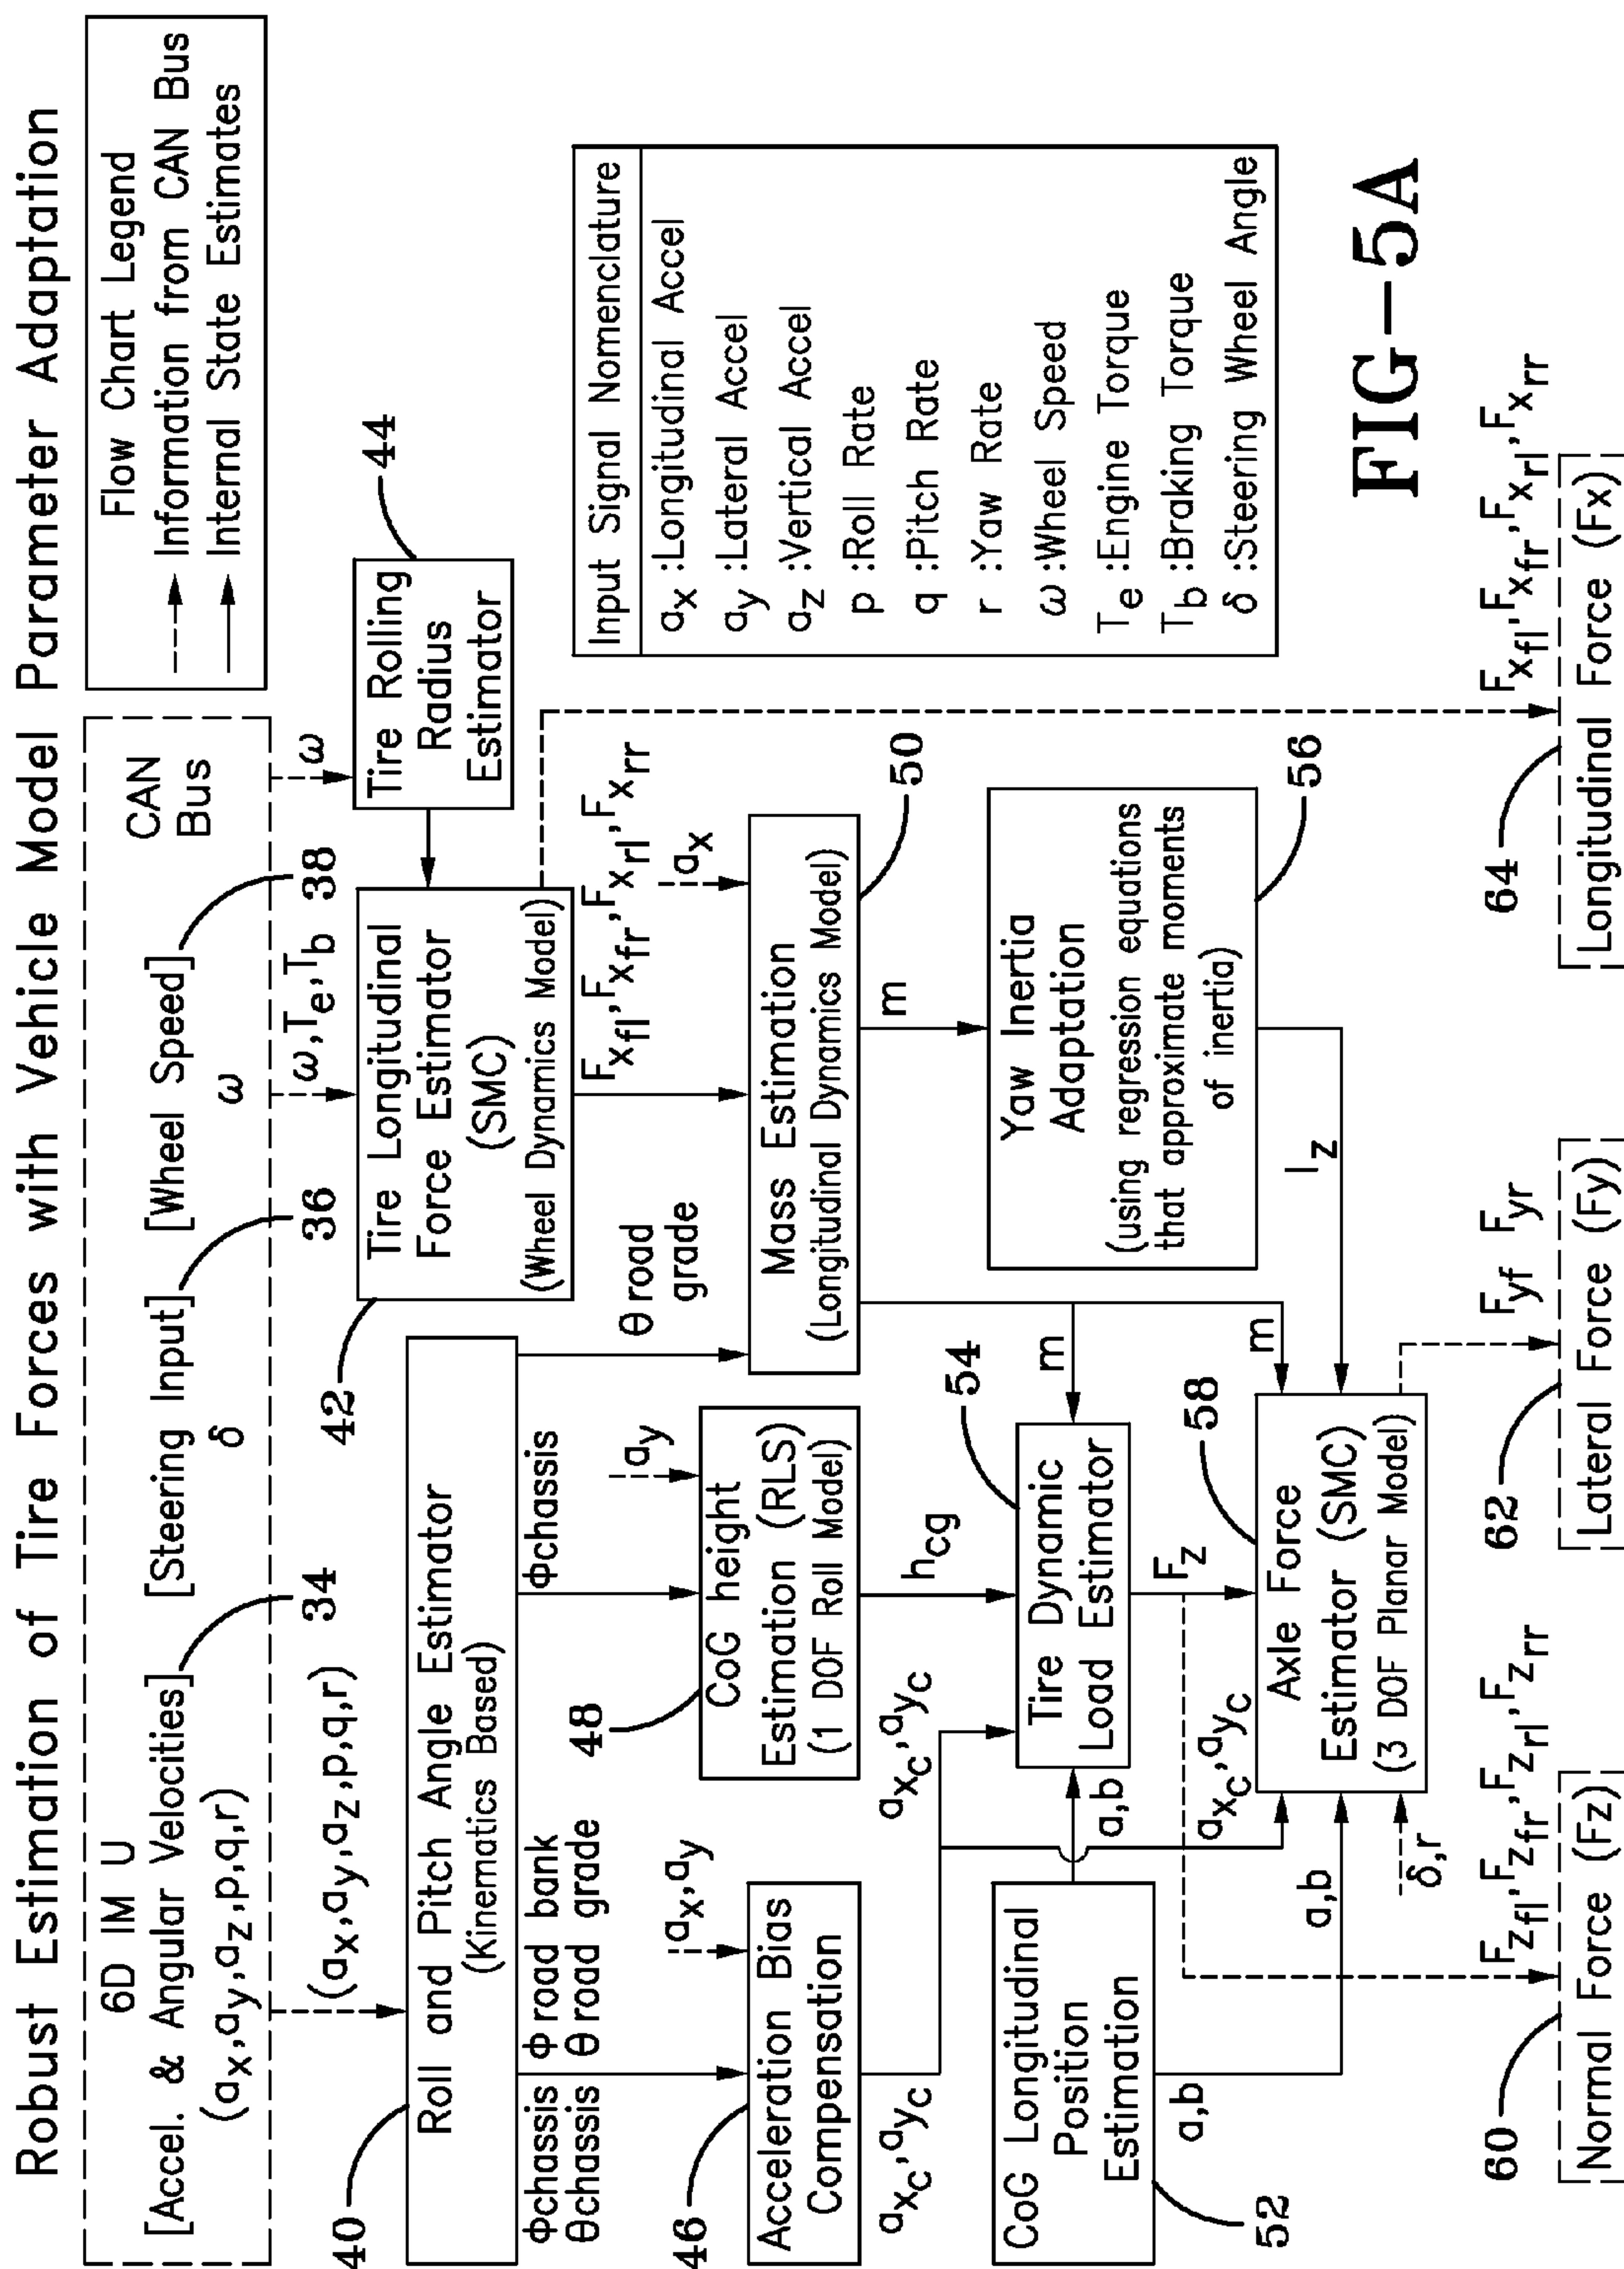 Robust Estimation of Tire Forces with Vehicle Model Parameter Adaptation
6D IM U
[Accel. & Angular Velocities]
(ax,ay,az,p,q,r)
34
[Steering Input]
δ
36
[Wheel Speed]
ω
38
CAN
Bus
Flow Chart Legend
Information from CAN Bus
Internal State Estimates
(ax,ay,az,p,q,r)
ω,Te,Tb
ω
40
Roll and Pitch Angle Estimator
(Kinematics Based)
42
Tire Longitudinal
Force Estimator
(SMC)
(Wheel Dynamics Model)
44
Tire Rolling
Radius
Estimator
Φchassis
θchassis
Φ road bank
θ road grade
Φchassis
θ road
grade
Fxfl,Fxfr,Fxrl,Fxrr
ax,ay
ay
ax
46
Acceleration Bias
Compensation
48
CoG height
Estimation (RLS)
(1 DOF Roll Model)
Mass Estimation
(Longitudinal Dynamics Model)
50
Input Signal Nomenclature
ax :Longitudinal Accel
ay :Lateral Accel
az :Vertical Accel
p :Roll Rate
q :Pitch Rate
r :Yaw Rate
ω :Wheel Speed
Te :Engine Torque
Tb :Braking Torque
δ :Steering Wheel Angle
axc,ayc
axc,ayc
hcg
m
m
CoG Longitudinal
Position
Estimation
52
a,b
54
Tire Dynamic
Load Estimator
Yaw Inertia
Adaptation
(using regression equations
that approximate moments
of inertia)
56
a,b
axc,ayc
Fz
m
Iz
58
Axle Force
Estimator (SMC)
(3 DOF Planar Model)
a,b
δ,r
FIG-5A
60
Fzfl,Fzfr,Fzrl,Fzrr
Normal Force (Fz)
62
Fyf Fyr
Lateral Force (Fy)
64
Fxfl,Fxfr,Fxrl,Fxrr
Longitudinal Force (Fx)